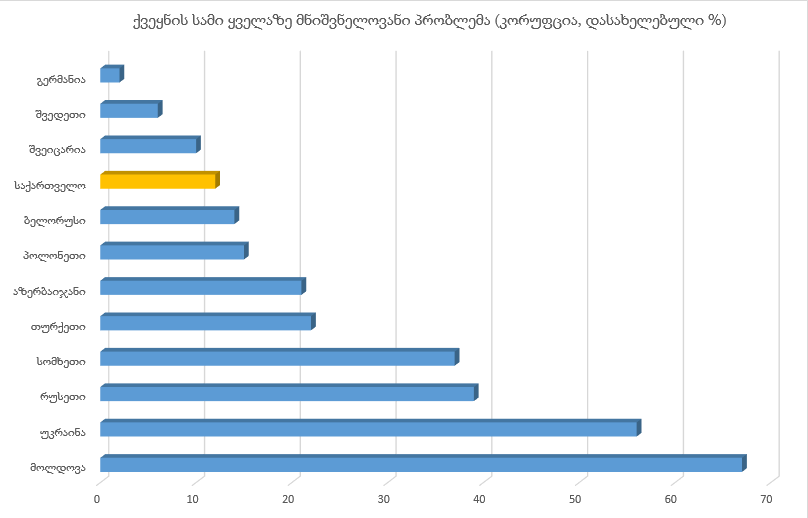 ქვეყნის სამი ყველაზე მნიშვნელოვანი პრობლემა (კორუფცია, დასახელებული %)
გერმანია
შვედეთი
შვეიცარია
საქართველო
ბელორუსი
პოლონეთი
აზერბაიჯანი
თურქეთი
სომხეთი
რუსეთი
უკრაინა
მოლდოვა
0 10 20 30 40 50 60 70